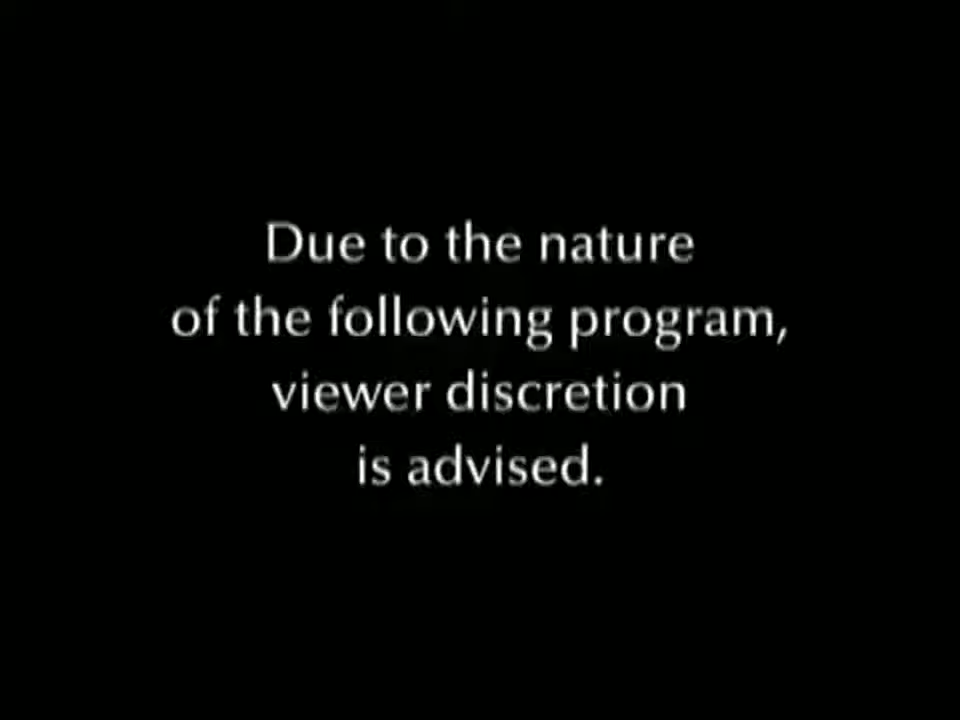 Due to the nature
of the following program,
viewer discretion
is advised.